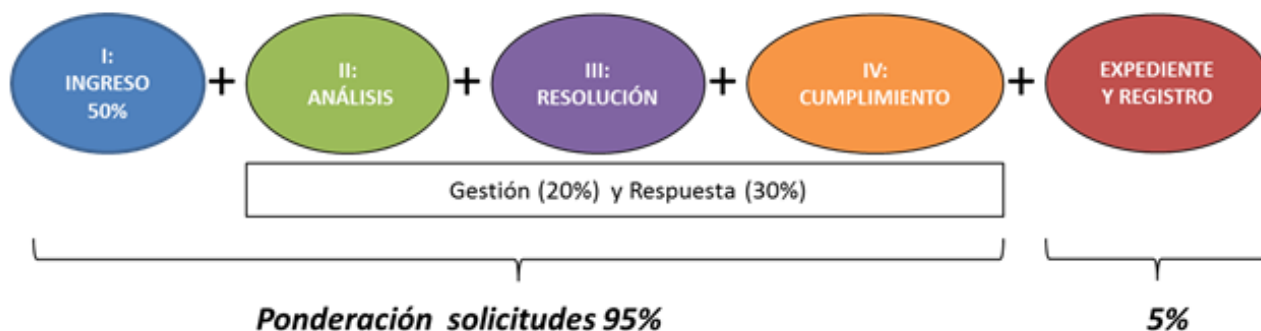 I:
INGRESO
50%
+
II:
ANÁLISIS
+
III:
RESOLUCIÓN
+
IV:
CUMPLIMIENTO
+
EXPEDIENTE
Y REGISTRO
Gestión (20%) y Respuesta (30%)
Ponderación solicitudes 95%
5%